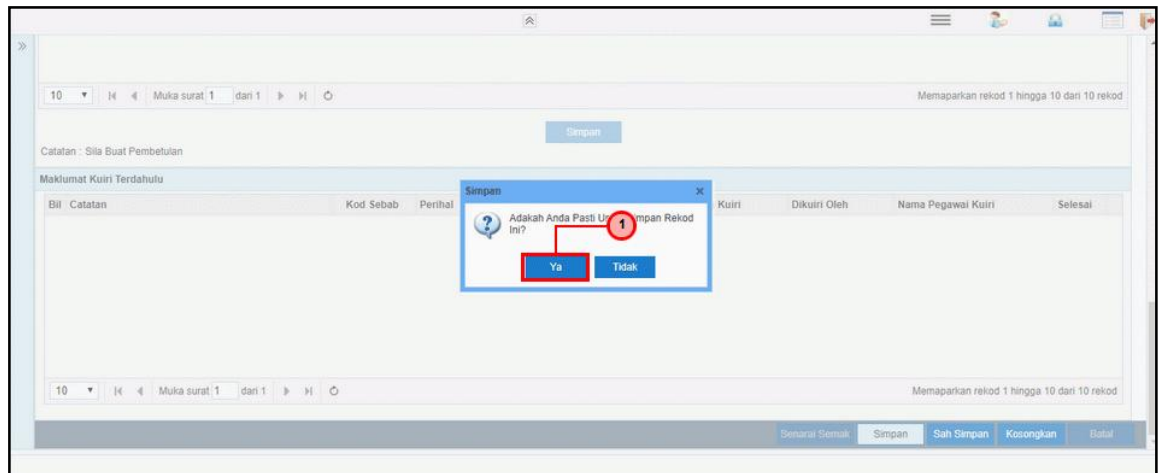 10 Muka surat 1 dari 1 Memaparkan rekod 1 hingga 10 dari 10 rekod
Simpan
Catatan : Sila Buat Pembetulan
Maklumat Kuiri Terdahulu
Bil Catatan Kod Sebab Perihal Kuiri Dikuiri Oleh Nama Pegawai Kuiri Selesai
Simpan
Adakah Anda Pasti Rekod
Ini?
1
Ya Tidak
10 Muka surat 1 dari 1 Memaparkan rekod 1 hingga 10 dari 10 rekod
Senarai Semak Simpan Sah Simpan Kosongkan Batal